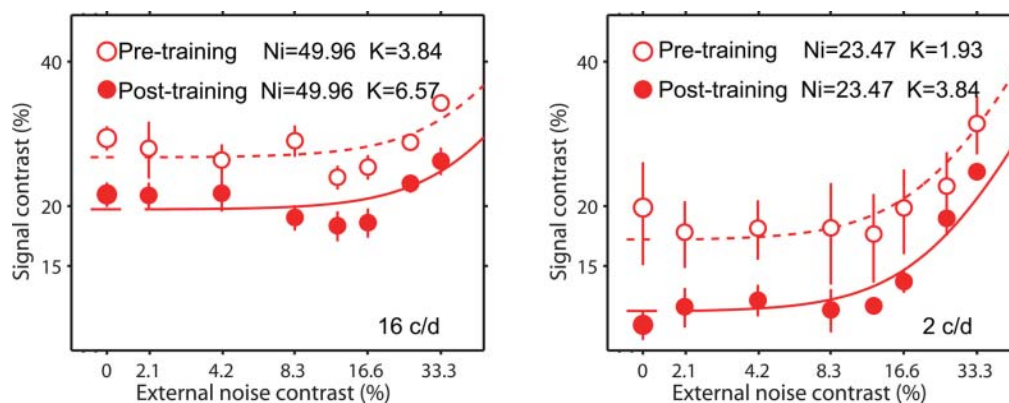 Pre-training Ni=49.96 K=3.84
Post-training Ni=49.96 K=6.57
40
20
15
Signal contrast (%)
16 c/d
0 2.1 4.2 8.3 16.6 33.3
External noise contrast (%)
Pre-training Ni=23.47 K=1.93
Post-training Ni=23.47 K=3.84
40
20
15
Signal contrast (%)
2 c/d
0 2.1 4.2 8.3 16.6 33.3
External noise contrast (%)